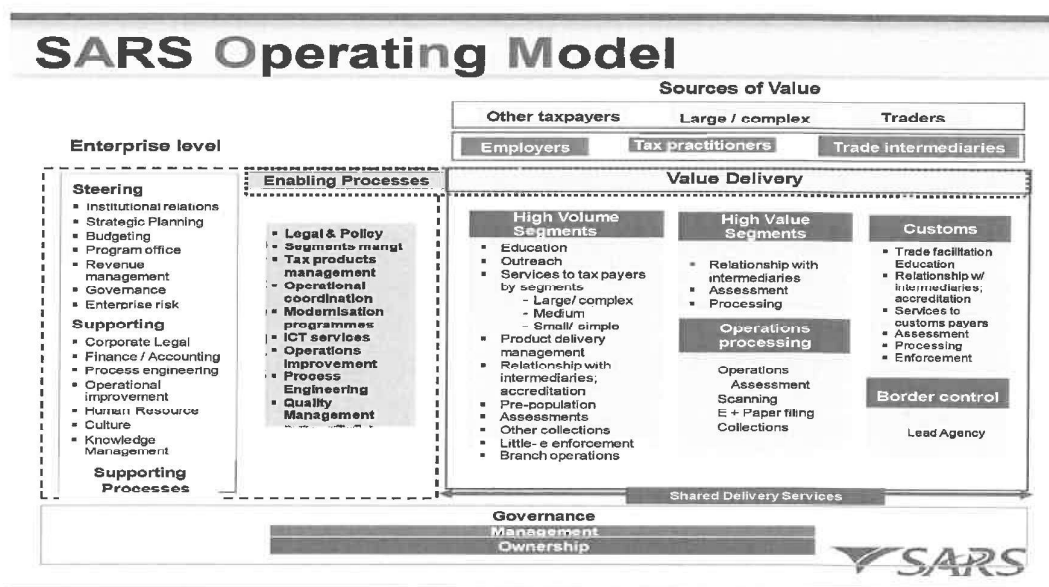 SARS Operating Model
Sources of Value
Other taxpayers Large / complex Traders
Employers Tax practitioners Trade intermediaries
Enterprise level
Steering
▪ Institutional relations
▪ Strategic Planning
▪ Budgeting
▪ Program office
▪ Revenue
management
▪ Governance
▪ Enterprise risk
Supporting
▪ Corporate Legal
▪ Finance / Accounting
▪ Process engineering
▪ Operational
improvement
▪ Human Resource
▪ Culture
▪ Knowledge
Management
Supporting
Processes
Enabling Processes
▪ Legal & Policy
▪ Segments mangt
▪ Tax products
management
▪ Operational
coordination
▪ Modernisation
programmes
▪ ICT services
▪ Operations
Improvement
▪ Process
Engineering
▪ Quality
Management
Value Delivery
High Volume
Segments
▪ Education
▪ Outreach
▪ Services to tax payers
by segments
- Large/ complex
- Medium
- Small/ simple
▪ Product delivery
management
▪ Relationship with
intermediaries;
accreditation
▪ Pre-population
▪ Assessments
▪ Other collections
▪ Little- e enforcement
▪ Branch operations
High Value
Segments
▪ Relationship with
intermediaries
▪ Assessment
▪ Processing
Operations
processing
Operations
Assessment
Scanning
E + Paper filing
Collections
Customs
▪ Trade facilitation
Education
▪ Relationship w/
intermediaries;
accreditation
▪ Services to
customs payers
▪ Assessment
▪ Processing
▪ Enforcement
Border control
Lead Agency
Shared Delivery Services
Governance
Management
Ownership
SARS